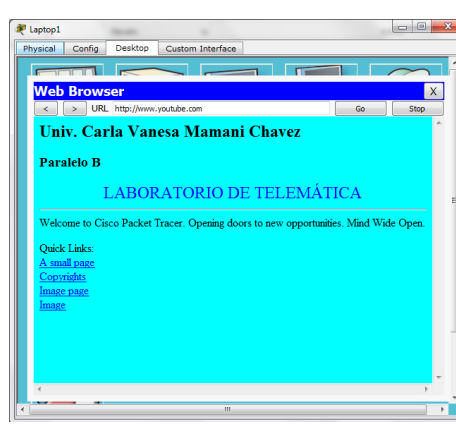 Laptop1
Physical Config Desktop Custom Interface
Web Browser X
< > URL http://www.youtube.com Go Stop
Univ. Carla Vanesa Mamani Chavez
Paralelo B
LABORATORIO DE TELEMÁTICA
Welcome to Cisco Packet Tracer. Opening doors to new opportunities. Mind Wide Open.
Quick Links:
A small page
Copyrights
Image page
Image